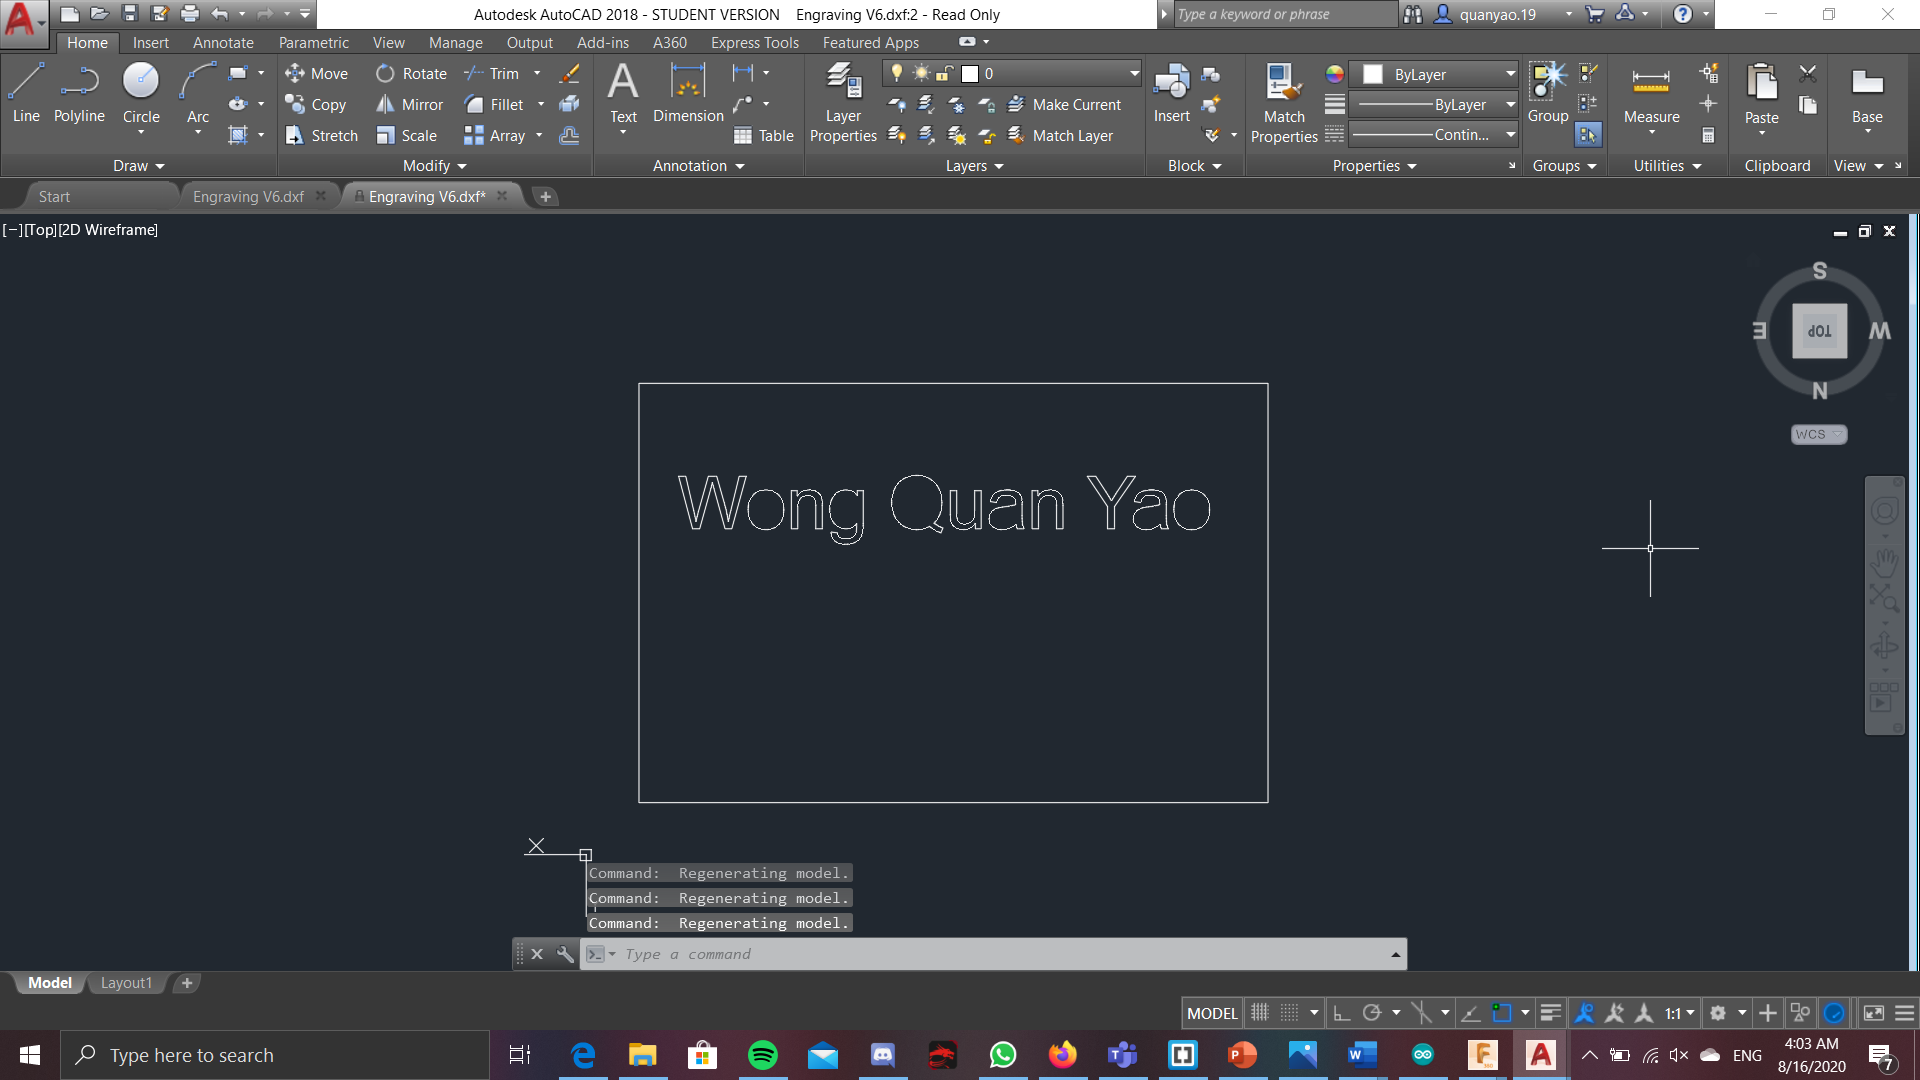 Autodesk AutoCAD 2018 - STUDENT VERSION Engraving V6.dxf:2 - Read Only
Type a keyword or phrase
quanyao.19
Home Insert Annotate Parametric View Manage Output Add-ins A360 Express Tools Featured Apps
Line Polyline Circle Arc
Move Rotate Trim
Copy Mirror Fillet
Stretch Scale Array
Text Dimension Table
Layer Properties
0
Make Current
Match Layer
Insert
Match Properties
ByLayer
ByLayer
Contin...
Group
Measure
Paste
Base
Draw Modify Annotation Layers Block Properties Groups Utilities Clipboard View
Start Engraving V6.dxf Engraving V6.dxf*
[−][Top][2D Wireframe]
S
E TOP W
N
WCS
Wong Quan Yao
X
Command: Regenerating model.
Command: Regenerating model.
Command: Regenerating model.
Type a command
Model Layout1
MODEL 1:1
Type here to search
ENG
4:03 AM
8/16/2020
7